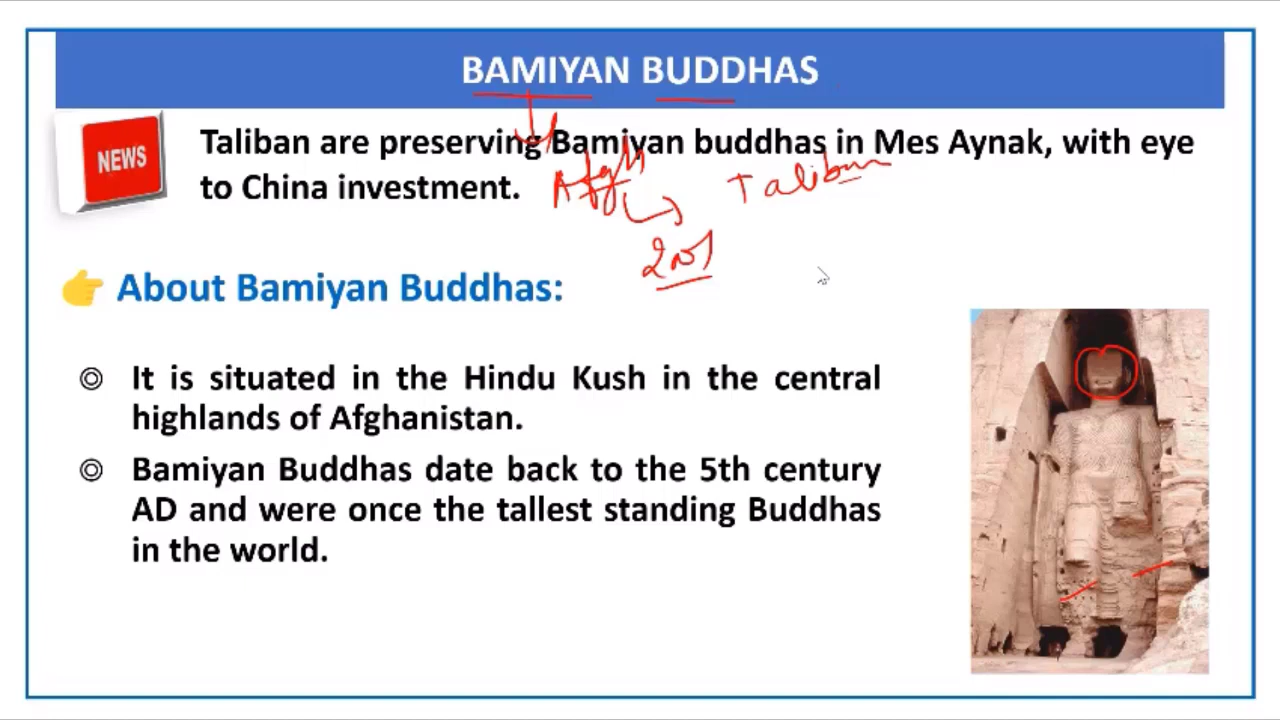 BAMIYAN BUDDHAS
NEWS
Taliban are preserving Bamiyan buddhas in Mes Aynak, with eye
to China investment.
Afgh
Taliban
2001
About Bamiyan Buddhas:
It is situated in the Hindu Kush in the central
highlands of Afghanistan.
Bamiyan Buddhas date back to the 5th century
AD and were once the tallest standing Buddhas
in the world.